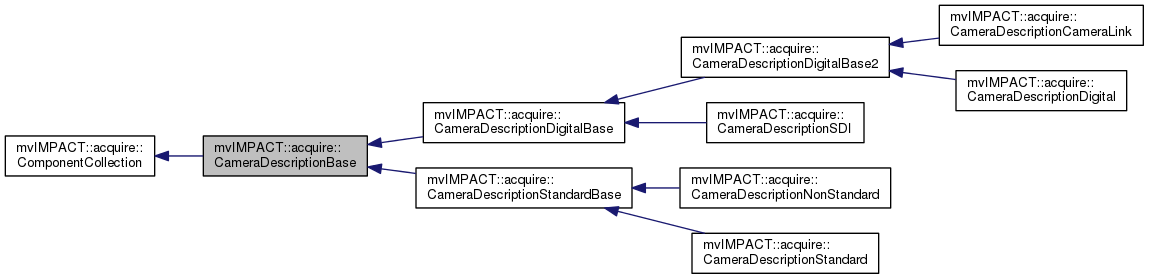 mvIMPACT::acquire::
ComponentCollection
mvIMPACT::acquire::
CameraDescriptionBase
mvIMPACT::acquire::
CameraDescriptionDigitalBase
mvIMPACT::acquire::
CameraDescriptionStandardBase
mvIMPACT::acquire::
CameraDescriptionDigitalBase2
mvIMPACT::acquire::
CameraDescriptionSDI
mvIMPACT::acquire::
CameraDescriptionNonStandard
mvIMPACT::acquire::
CameraDescriptionStandard
mvIMPACT::acquire::
CameraDescriptionCameraLink
mvIMPACT::acquire::
CameraDescriptionDigital